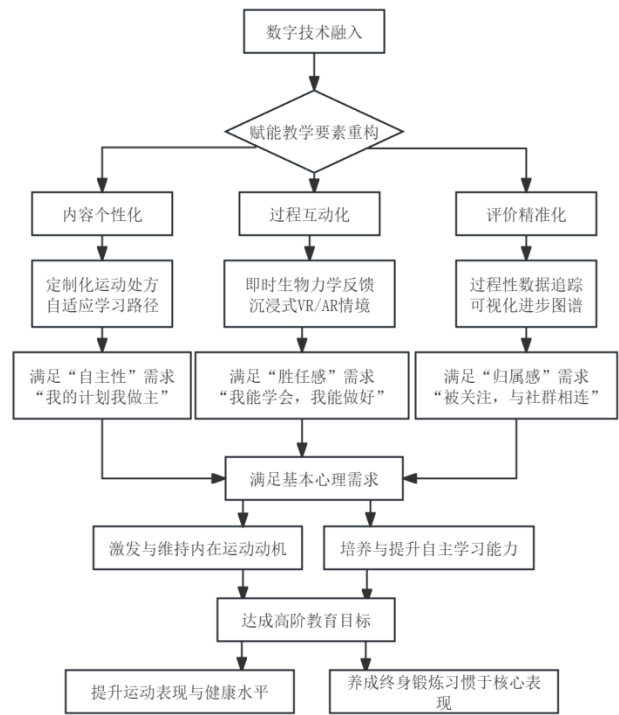 数字技术融入
赋能教学要素重构
内容个性化
过程互动化
评价精准化
定制化运动处方
自适应学习路径
即时生物力学反馈
沉浸式VR/AR情境
过程性数据追踪
可视化进步图谱
满足“自主性”需求
“我的计划我做主”
满足“胜任感”需求
“我能学会，我能做好”
满足“归属感”需求
“被关注，与社群相连”
满足基本心理需求
激发与维持内在运动动机
培养与提升自主学习能力
达成高阶教育目标
提升运动表现与健康水平
养成终身锻炼习惯于核心表
现